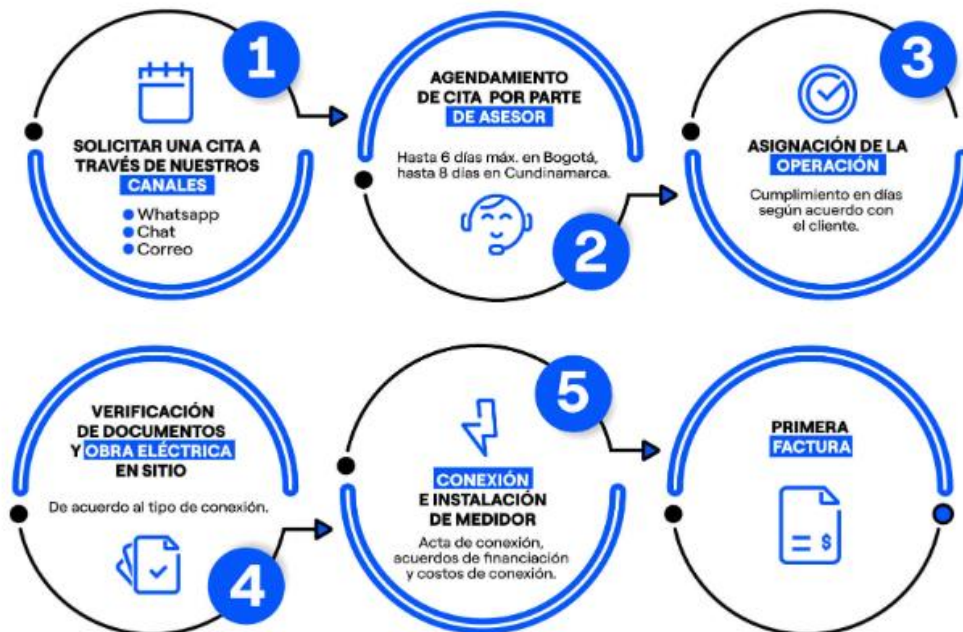 1
SOLICITAR UNA CITA A
TRAVÉS DE NUESTROS
CANALES
Whatsapp
Chat
Correo
AGENDAMIENTO
DE CITA POR PARTE
DE ASESOR
Hasta 6 días máx. en Bogotá,
hasta 8 días en Cundinamarca.
2
3
ASIGNACIÓN DE LA
OPERACIÓN
Cumplimiento en días
según acuerdo con
el cliente.
VERIFICACIÓN
DE DOCUMENTOS
Y OBRA ELÉCTRICA
EN SITIO
De acuerdo al tipo de conexión.
4
5
CONEXIÓN
E INSTALACIÓN
DE MEDIDOR
Acta de conexión,
acuerdos de financiación
y costos de conexión.
PRIMERA
FACTURA
$